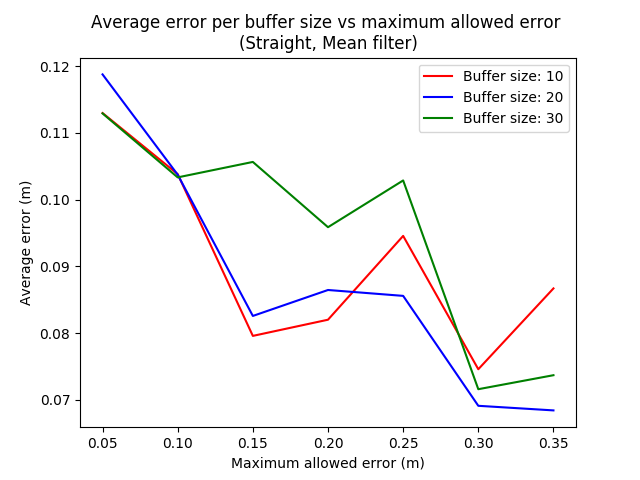 Average error per buffer size vs maximum allowed error
(Straight, Mean filter)
Buffer size: 10
Buffer size: 20
Buffer size: 30
0.12
0.11
0.10
0.09
0.08
0.07
Average error (m)
0.05 0.10 0.15 0.20 0.25 0.30 0.35
Maximum allowed error (m)